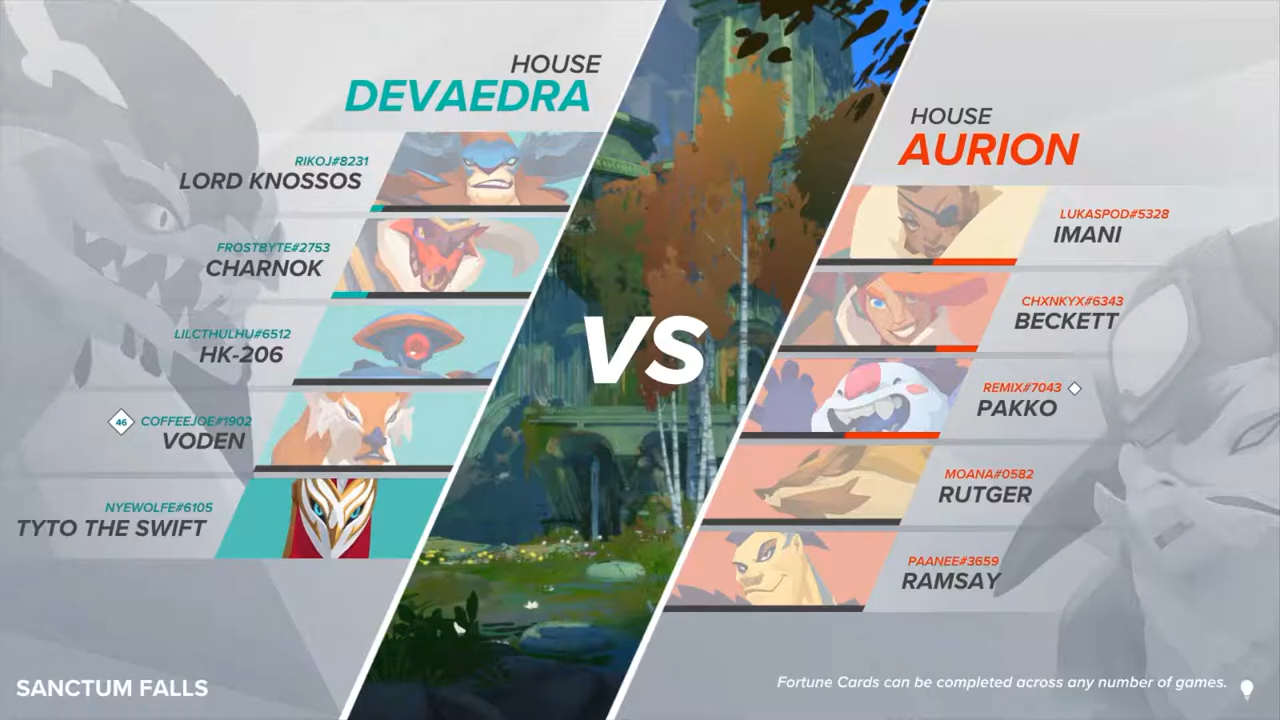 HOUSE
DEVAEDRA
RIKOJ#8231
LORD KNOSSOS
FROSTBYTE#2753
CHARNOK
LILCTHULHU#6512
HK-206
46
COFFEEJOE#1902
VODEN
NYEWOLFE#6105
TYTO THE SWIFT
VS
HOUSE
AURION
LUKASPOD#5328
IMANI
CHXNKYX#6343
BECKETT
REMIX#7043
PAKKO
MOANA#0582
RUTGER
PAANEE#3659
RAMSAY
SANCTUM FALLS
Fortune Cards can be completed across any number of games.